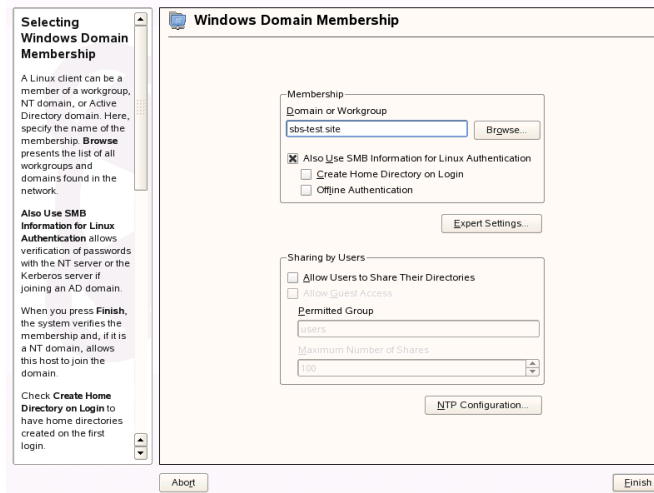 Selecting
Windows Domain
Membership
A Linux client can be a
member of a workgroup,
NT domain, or Active
Directory domain. Here,
specify the name of the
membership. Browse
presents the list of all
workgroups and
domains found in the
network.
Also Use SMB
Information for Linux
Authentication allows
verification of passwords
with the NT server or the
Kerberos server if
joining an AD domain.
When you press Finish,
the system verifies the
membership and, if it is
a NT domain, allows
this host to join the
domain.
Check Create Home
Directory on Login to
have home directories
created on the first
login.
Windows Domain Membership
Membership
Domain or Workgroup
sbs-test.site
Browse...
Also Use SMB Information for Linux Authentication
Create Home Directory on Login
Offline Authentication
Expert Settings...
Sharing by Users
Allow Users to Share Their Directories
Allow Guest Access
Permitted Group
users
Maximum Number of Shares
100
NTP Configuration...
Abort
Finish